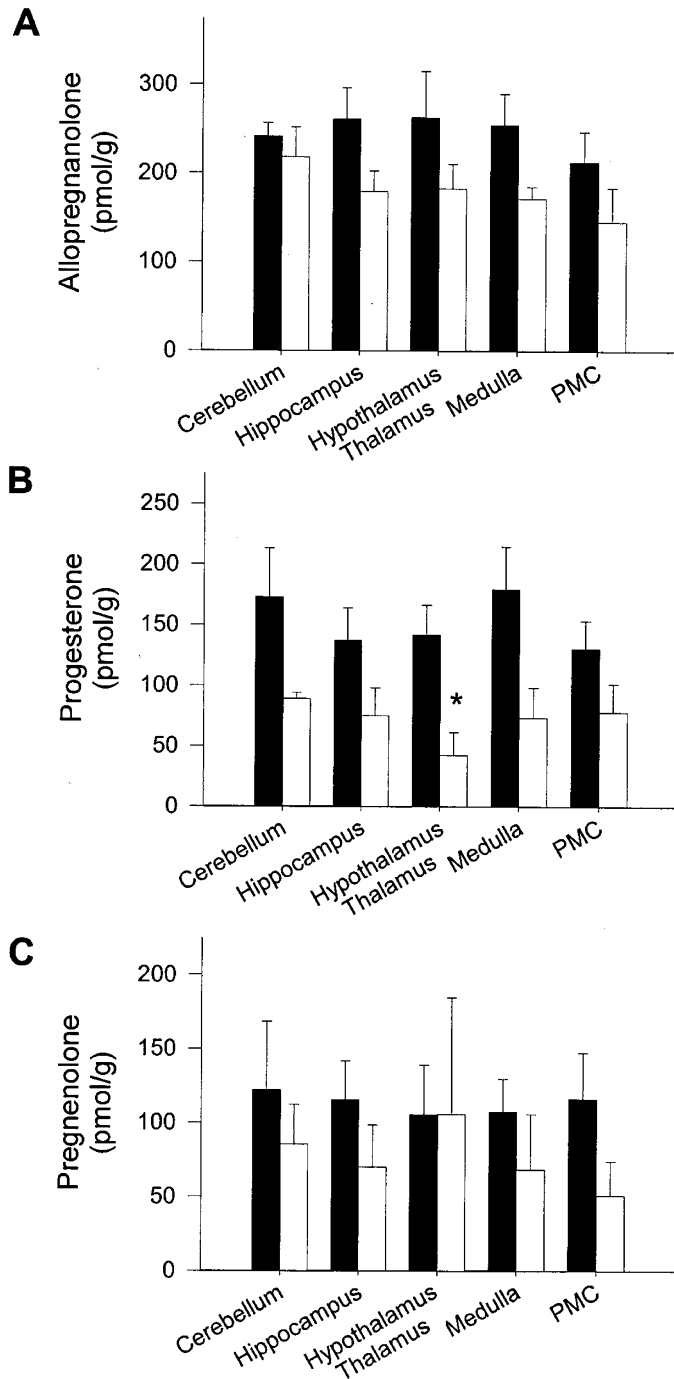 A
Allopregnanolone
(pmol/g)
300
200
100
0
Cerebellum
Hippocampus
Hypothalamus
Thalamus
Medulla
PMC
B
Progesterone
(pmol/g)
250
200
150
100
50
0
*
Cerebellum
Hippocampus
Hypothalamus
Thalamus
Medulla
PMC
C
Pregnenolone
(pmol/g)
200
150
100
50
0
Cerebellum
Hippocampus
Hypothalamus
Thalamus
Medulla
PMC